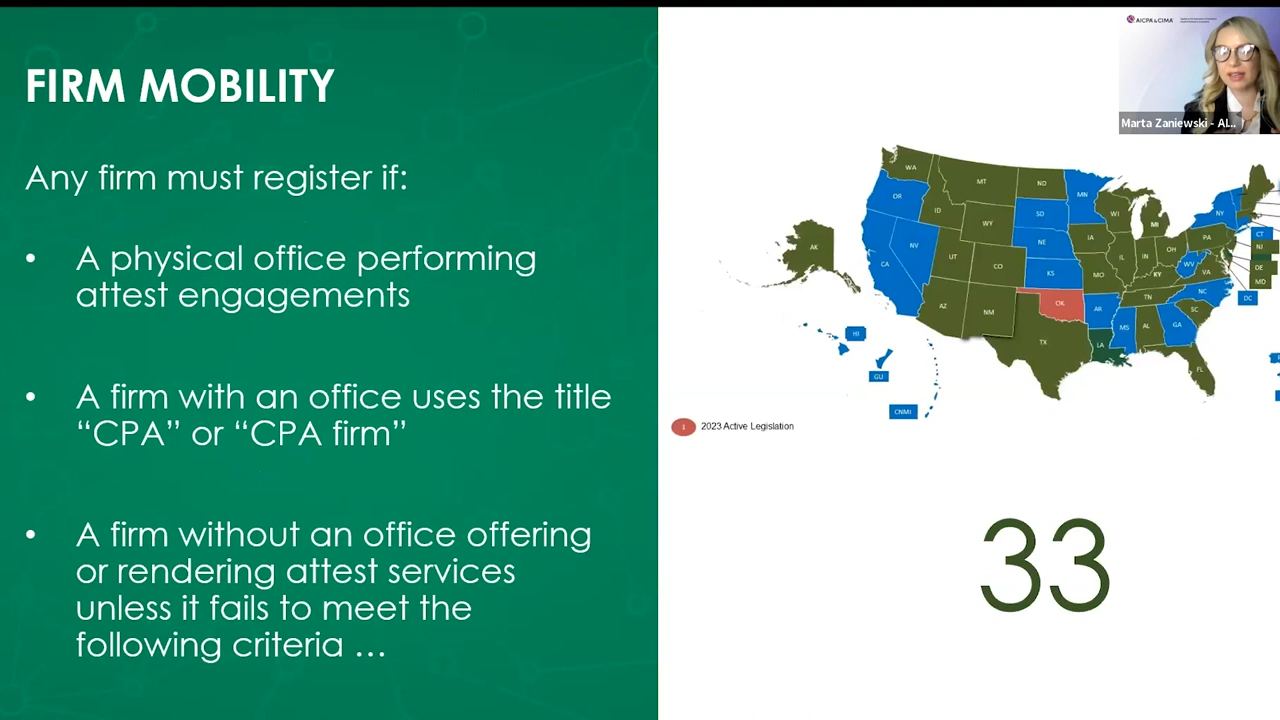 FIRM MOBILITY
Any firm must register if:
• A physical office performing
attest engagements
• A firm with an office uses the title
“CPA” or “CPA firm”
• A firm without an office offering
or rendering attest services
unless it fails to meet the
following criteria …
AICPA & CIMA
Marta Zaniewski - AI...
WA
MT
ND
MN
OR
ID
WY
SD
WI
MI
NY
NV
UT
CO
NE
IA
IL
IN
OH
PA
CT
NJ
DE
MD
DC
CA
KS
MO
KY
WV
VA
AZ
NM
OK
AR
TN
NC
SC
TX
LA
MS
AL
GA
FL
AK
HI
GU
CNMI
1
2023 Active Legislation
33